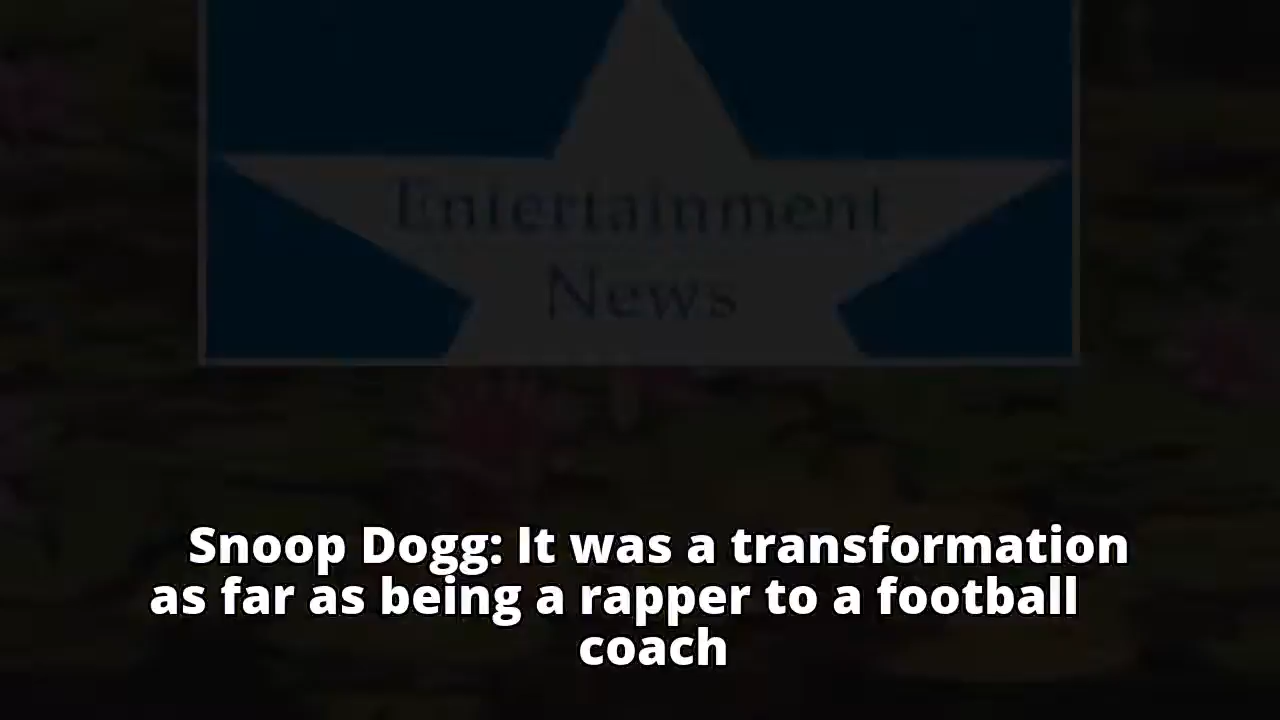 Entertainment
News
Snoop Dogg: It was a transformation
as far as being a rapper to a football
coach